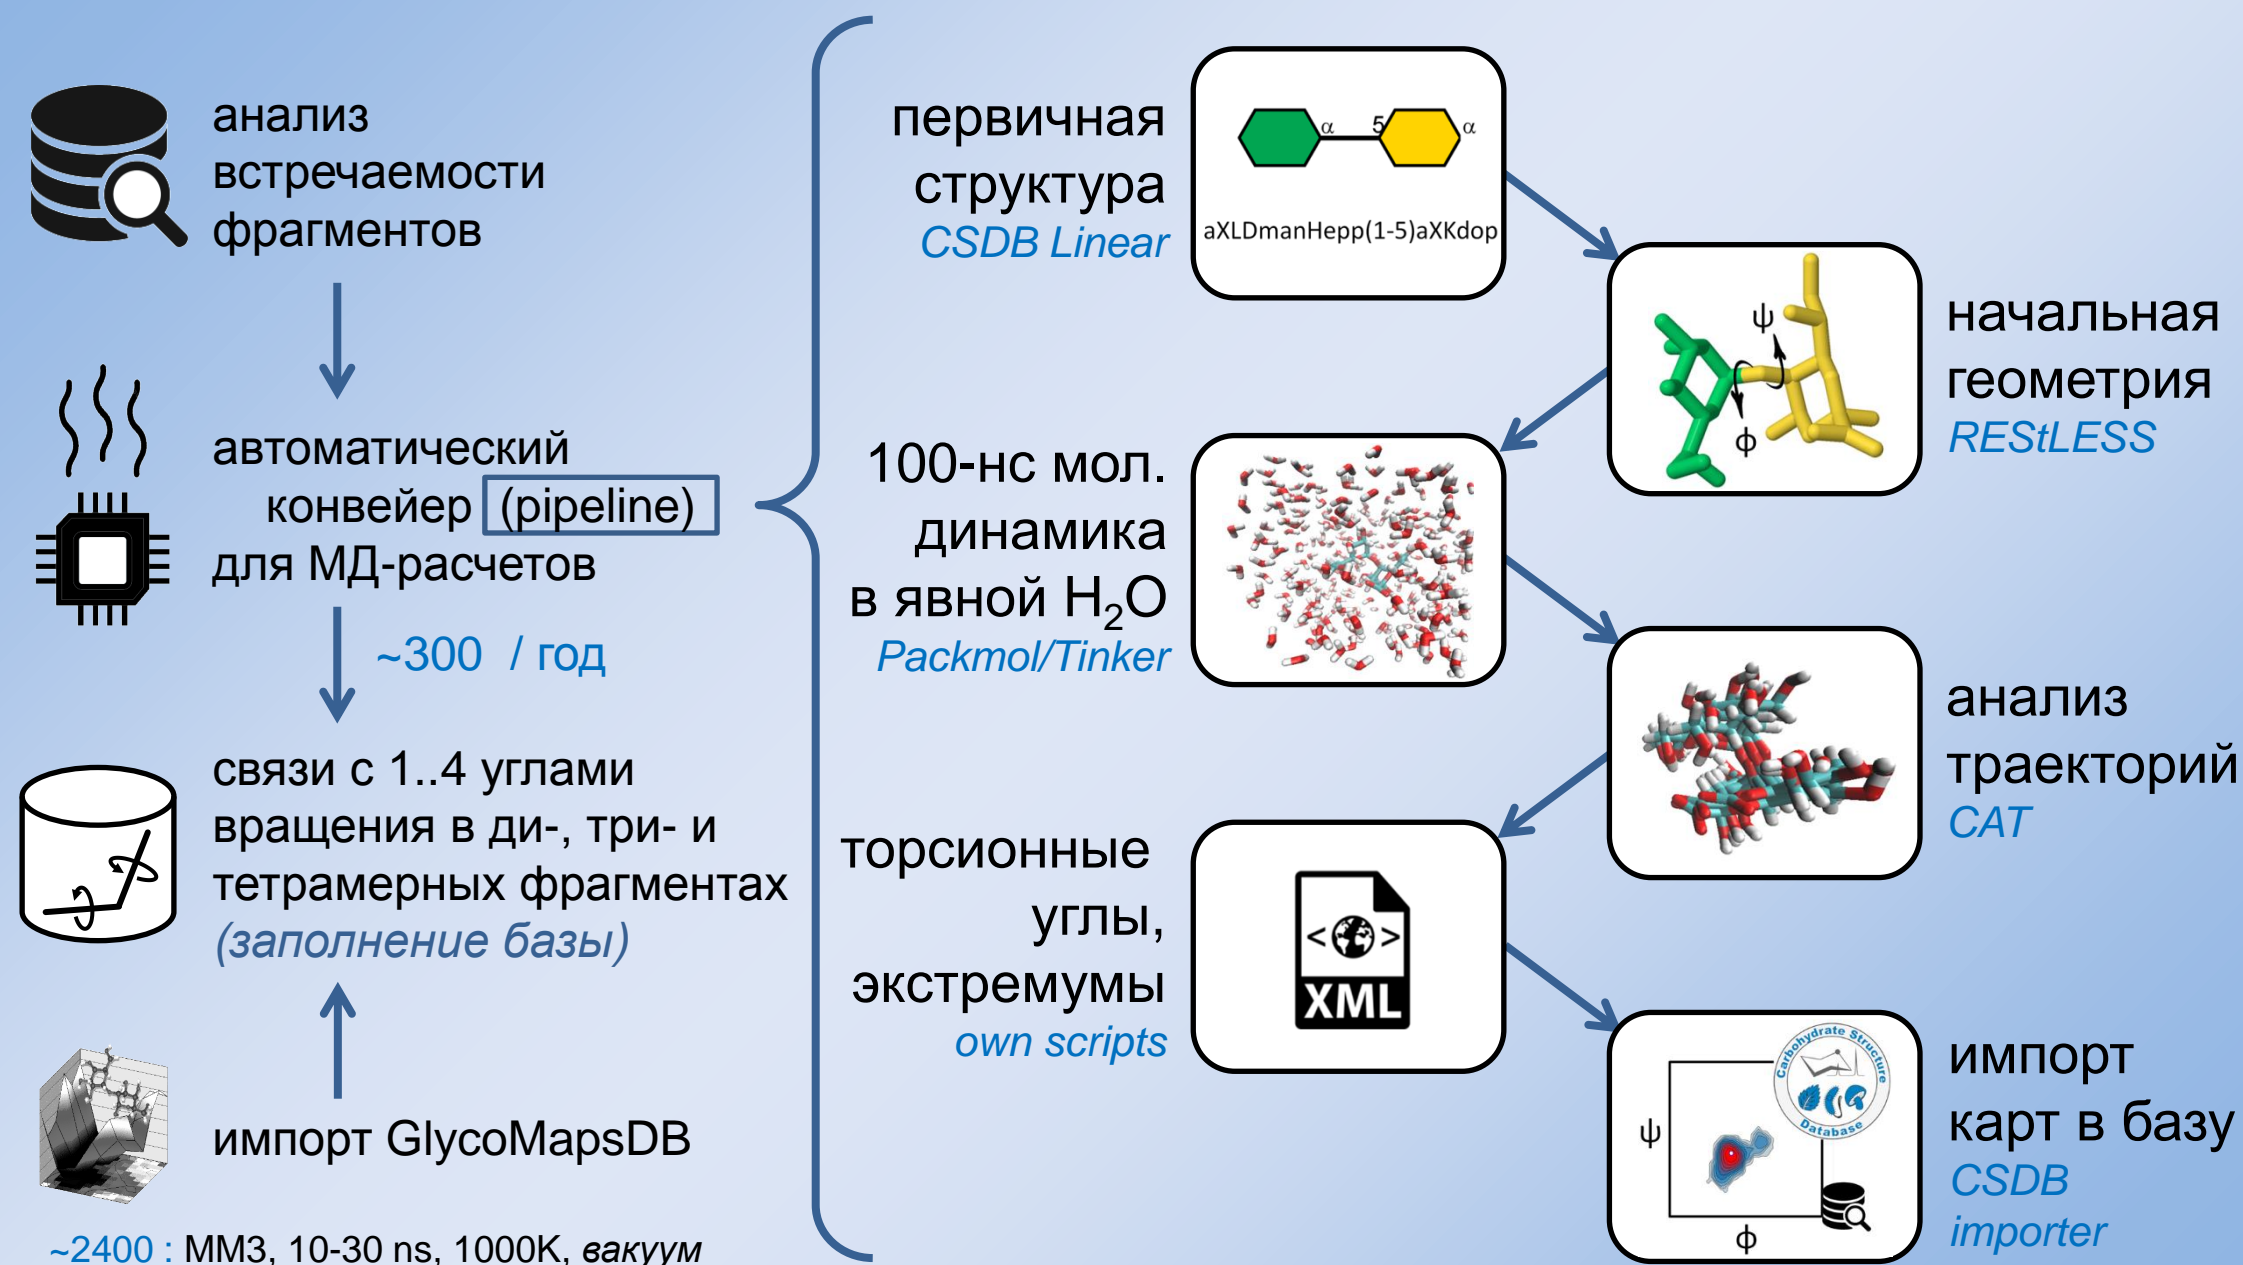 анализ
встречаемости
фрагментов
автоматический
конвейер (pipeline)
для МД-расчетов
~300 / год
связи с 1..4 углами
вращения в ди-, три- и
тетрамерных фрагментах
(заполнение базы)
импорт GlycoMapsDB
~2400 : MM3, 10-30 ns, 1000K, вакуум
первичная
структура
CSDB Linear
α 5 α
aXLDmanHepp(1-5)aXKdop
начальная
геометрия
REStLESS
ψ
ϕ
100-нс мол.
динамика
в явной H₂O
Packmol/Tinker
анализ
траекторий
CAT
торсионные
углы,
экстремумы
own scripts
< >
XML
импорт
карт в базу
CSDB
importer
Carbohydrate Structure
Database
ψ
ϕ